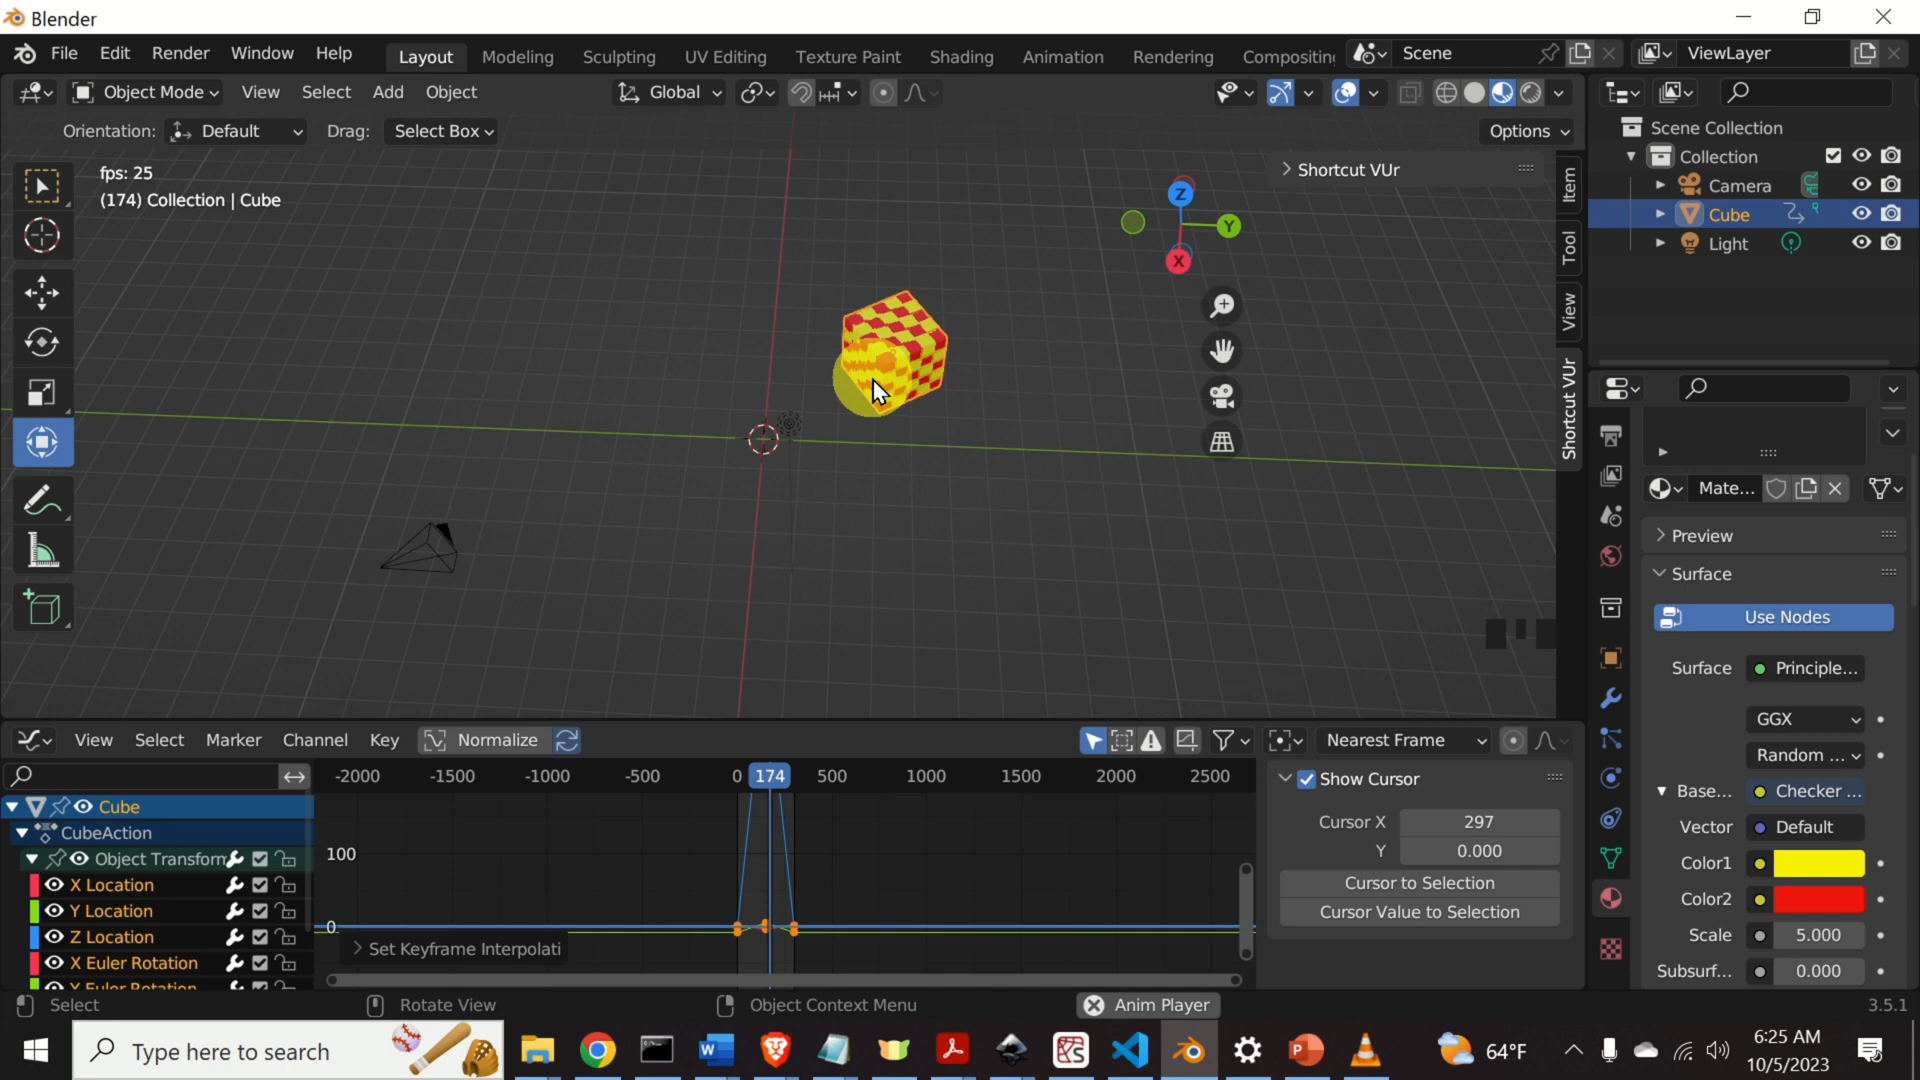 Blender
File Edit Render Window Help Layout Modeling Sculpting UV Editing Texture Paint Shading Animation Rendering Compositing Scene ViewLayer
Object Mode View Select Add Object Global
Orientation: Default Drag: Select Box Options
fps: 25
(174) Collection | Cube
Shortcut VUr
Z
Y
X
Item
Tool
View
Shortcut VUr
Scene Collection
Collection
Camera
Cube
Light
Mate...
Preview
Surface
Use Nodes
Surface Principle...
GGX
Random ...
Base... Checker ...
Vector Default
Color1
Color2
Scale 5.000
Subsurf... 0.000
View Select Marker Channel Key Normalize Nearest Frame
-2000 -1500 -1000 -500 0 174 500 1000 1500 2000 2500
Cube
CubeAction
Object Transform
X Location
Y Location
Z Location
X Euler Rotation
Y Euler Rotation
100
0
Set Keyframe Interpolati
Show Cursor
Cursor X 297
Y 0.000
Cursor to Selection
Cursor Value to Selection
Select Rotate View Object Context Menu Anim Player 3.5.1
Type here to search 64°F 6:25 AM
10/5/2023